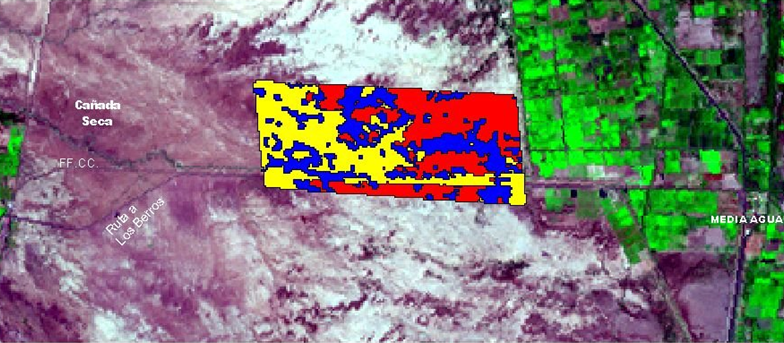 Cañada
Seca
FF.CC.
Ruta a
Los Berros
MEDIA AGUA